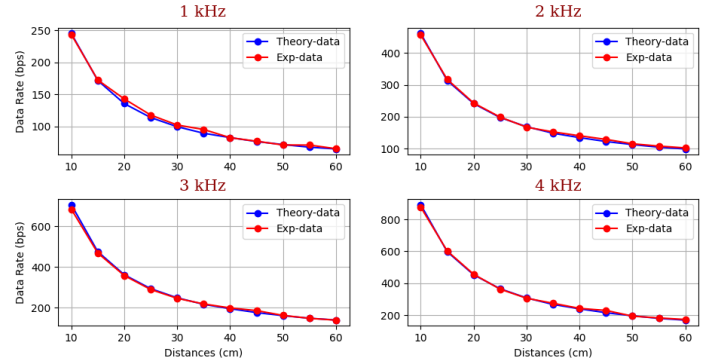 1 kHz
2 kHz
Data Rate (bps)
250
200
150
100
Theory-data
Exp-data
10 20 30 40 50 60
400
300
200
100
Theory-data
Exp-data
10 20 30 40 50 60
3 kHz
4 kHz
Data Rate (bps)
600
400
200
Theory-data
Exp-data
10 20 30 40 50 60
Distances (cm)
800
600
400
200
Theory-data
Exp-data
10 20 30 40 50 60
Distances (cm)